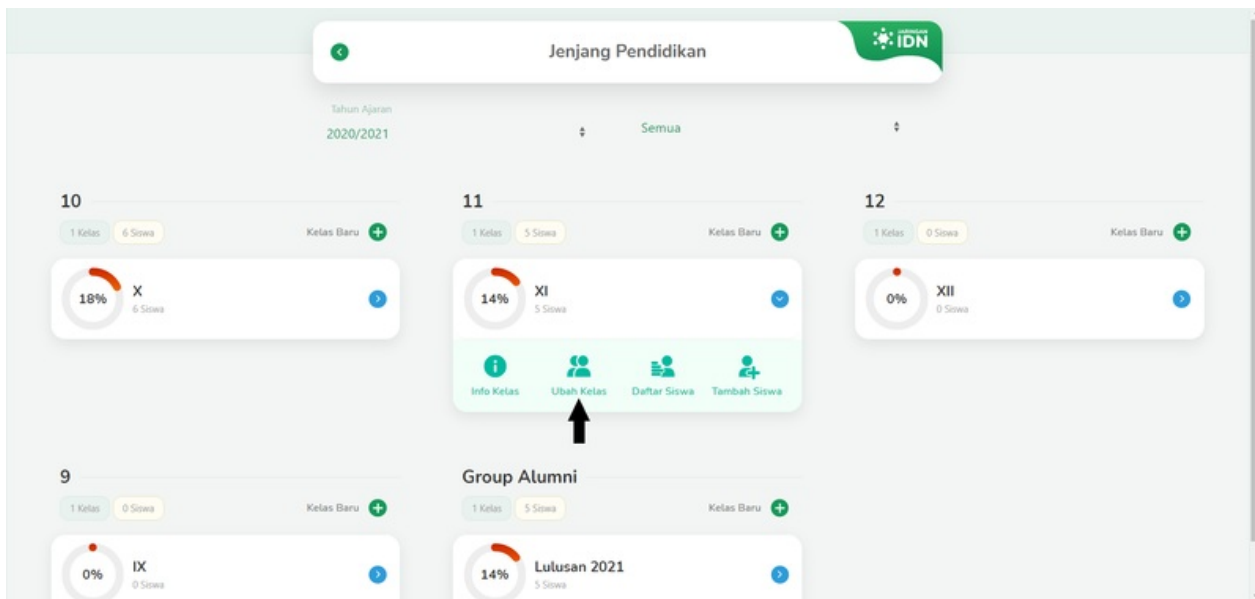 Jenjang Pendidikan
JARINGAN
IDN
Tahun Ajaran
2020/2021
Semua
10
1 Kelas 6 Siswa Kelas Baru
18%
X
6 Siswa
11
1 Kelas 5 Siswa Kelas Baru
14%
XI
5 Siswa
Info Kelas Ubah Kelas Daftar Siswa Tambah Siswa
12
1 Kelas 0 Siswa Kelas Baru
0%
XII
0 Siswa
9
1 Kelas 0 Siswa Kelas Baru
0%
IX
0 Siswa
Group Alumni
1 Kelas 5 Siswa Kelas Baru
14%
Lulusan 2021
5 Siswa